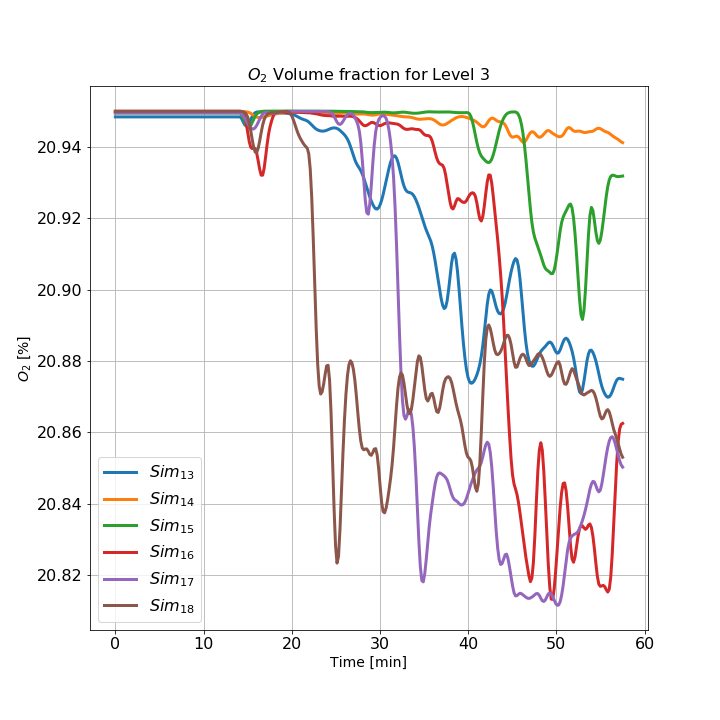 O₂ Volume fraction for Level 3
O₂ [%]
20.94
20.92
20.90
20.88
20.86
20.84
20.82
Sim₁₃
Sim₁₄
Sim₁₅
Sim₁₆
Sim₁₇
Sim₁₈
0 10 20 30 40 50 60
Time [min]